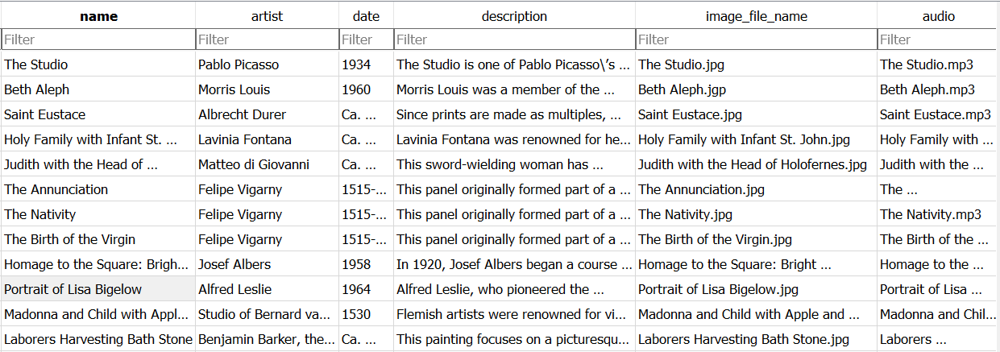 name artist date description image_file_name audio
Filter Filter Filter Filter Filter Filter
The Studio Pablo Picasso 1934 The Studio is one of Pablo Picasso\'s ... The Studio.jpg The Studio.mp3
Beth Aleph Morris Louis 1960 Morris Louis was a member of the ... Beth Aleph.jgp Beth Aleph.mp3
Saint Eustace Albrecht Durer Ca. ... Since prints are made as multiples, ... Saint Eustace.jpg Saint Eustace.mp3
Holy Family with Infant St. ... Lavinia Fontana Ca. ... Lavinia Fontana was renowned for he... Holy Family with Infant St. John.jpg Holy Family with ...
Judith with the Head of ... Matteo di Giovanni Ca. ... This sword-wielding woman has ... Judith with the Head of Holofernes.jpg Judith with the ...
The Annunciation Felipe Vigarny 1515-... This panel originally formed part of a ... The Annunciation.jpg The ...
The Nativity Felipe Vigarny 1515-... This panel originally formed part of a ... The Nativity.jpg The Nativity.mp3
The Birth of the Virgin Felipe Vigarny 1515-... This panel originally formed part of a ... The Birth of the Virgin.jpg The Birth of the ...
Homage to the Square: Brigh... Josef Albers 1958 In 1920, Josef Albers began a course ... Homage to the Square: Bright ... Homage to the ...
Portrait of Lisa Bigelow Alfred Leslie 1964 Alfred Leslie, who pioneered the ... Portrait of Lisa Bigelow.jpg Portrait of Lisa ...
Madonna and Child with Appl... Studio of Bernard va... 1530 Flemish artists were renowned for vi... Madonna and Child with Apple and ... Madonna and Chil...
Laborers Harvesting Bath Stone Benjamin Barker, the... Ca. ... This painting focuses on a picturesqu... Laborers Harvesting Bath Stone.jpg Laborers ...